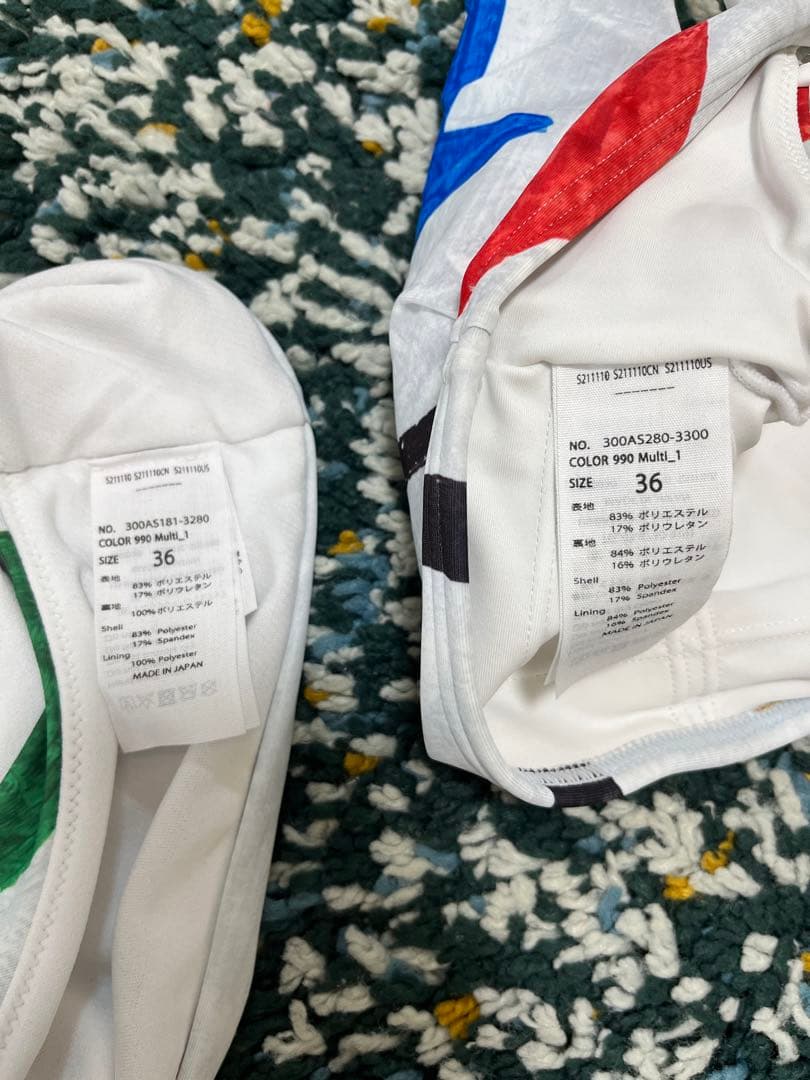 S211110 S211110CN S211110US
-------
NO. 300AS181-3280
COLOR 990 Multi_1
SIZE 36
表地
83% ポリエステル
17% ポリウレタン
裏地
100% ポリエステル
Shell
83% Polyester
17% Spandex
Lining
100% Polyester
MADE IN JAPAN
S211110 S211110CN S211110US
-------
NO. 300AS280-3300
COLOR 990 Multi_1
SIZE 36
表地
83% ポリエステル
17% ポリウレタン
裏地
84% ポリエステル
16% ポリウレタン
Shell
83% Polyester
17% Spandex
Lining
84% Polyester
16% Spandex
MADE IN JAPAN